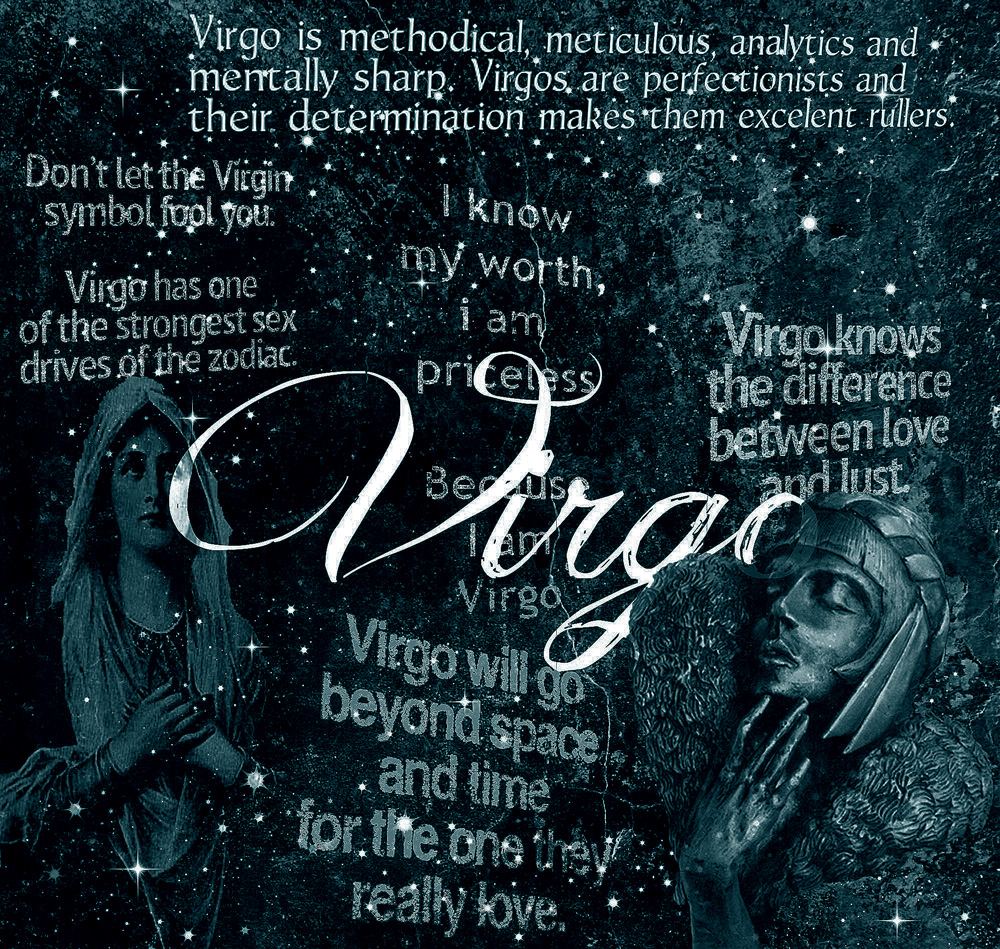 Virgo is methodical, meticulous, analytics and
mentally sharp. Virgos are perfectionists and
their determination makes them excelent rullers.
Don't let the Virgin
symbol fool you.
Virgo has one
of the strongest sex
drives of the zodiac.
I know
my worth,
i am
priceless
Because
I am
Virgo
Virgo knows
the difference
between love
and lust.
Virgo
Virgo will go
beyond space
and time
for the one they
really love.